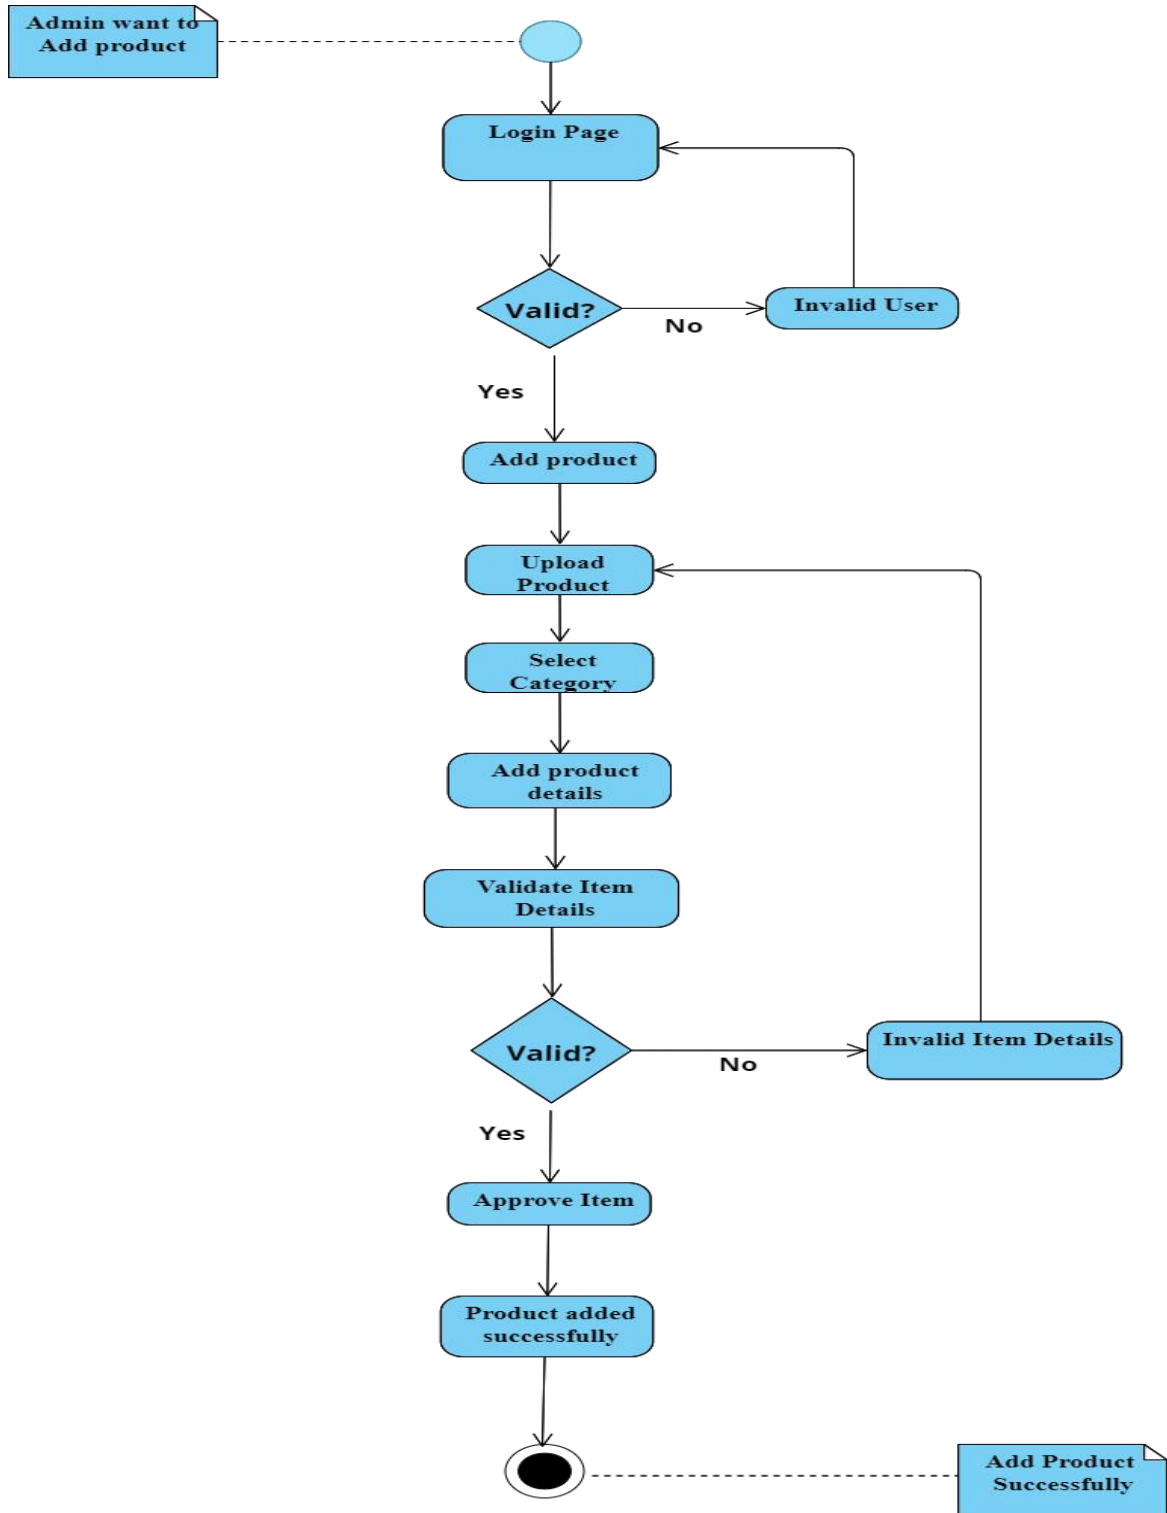 Admin want to
Add product
Login Page
Valid?
No
Invalid User
Yes
Add product
Upload
Product
Select
Category
Add product
details
Validate Item
Details
Valid?
No
Invalid Item Details
Yes
Approve Item
Product added
successfully
Add Product
Successfully